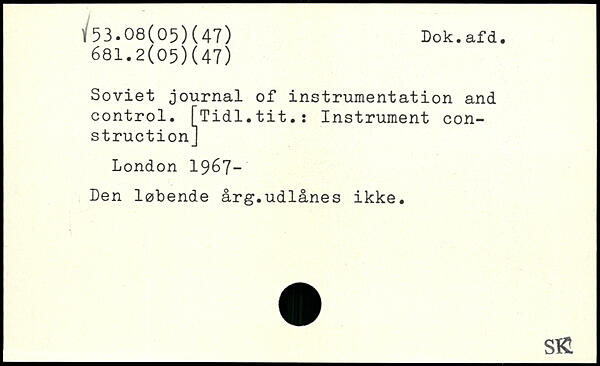 53.08(05)(47) Dok.afd.
681.2(05)(47)
Soviet journal of instrumentation and
control. [Tidl.tit.: Instrument con-
struction]
London 1967-
Den løbende årg.udlånes ikke.
SK